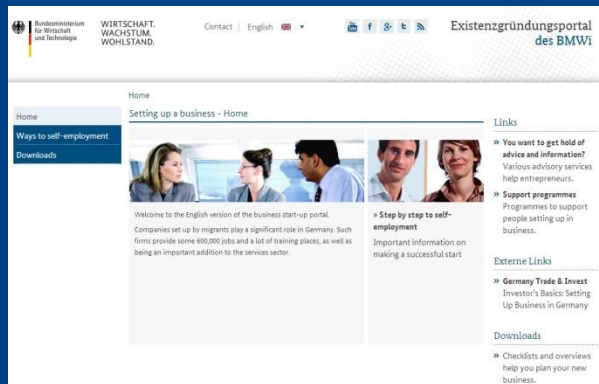 Bundesministerium
für Wirtschaft
und Technologie
WIRTSCHAFT.
WACHSTUM.
WOHLSTAND.
Contact English
Existenzgründungsportal
des BMWi
Home
Ways to self-employment
Downloads
Home
Setting up a business - Home
Welcome to the English version of the business start-up portal.
Companies set up by migrants play a significant role in Germany. Such
firms provide some 600,000 jobs and a lot of training places, as well as
being an important addition to the services sector.
» Step by step to self-
employment
Important information on
making a successful start
Links
» You want to get hold of
advice and information?
Various advisory services
help entrepreneurs.
» Support programmes
Programmes to support
people setting up in
business.
Externe Links
» Germany Trade & Invest
Investor's Basics: Setting
Up Business in Germany
Downloads
» Checklists and overviews
help you plan your new
business.